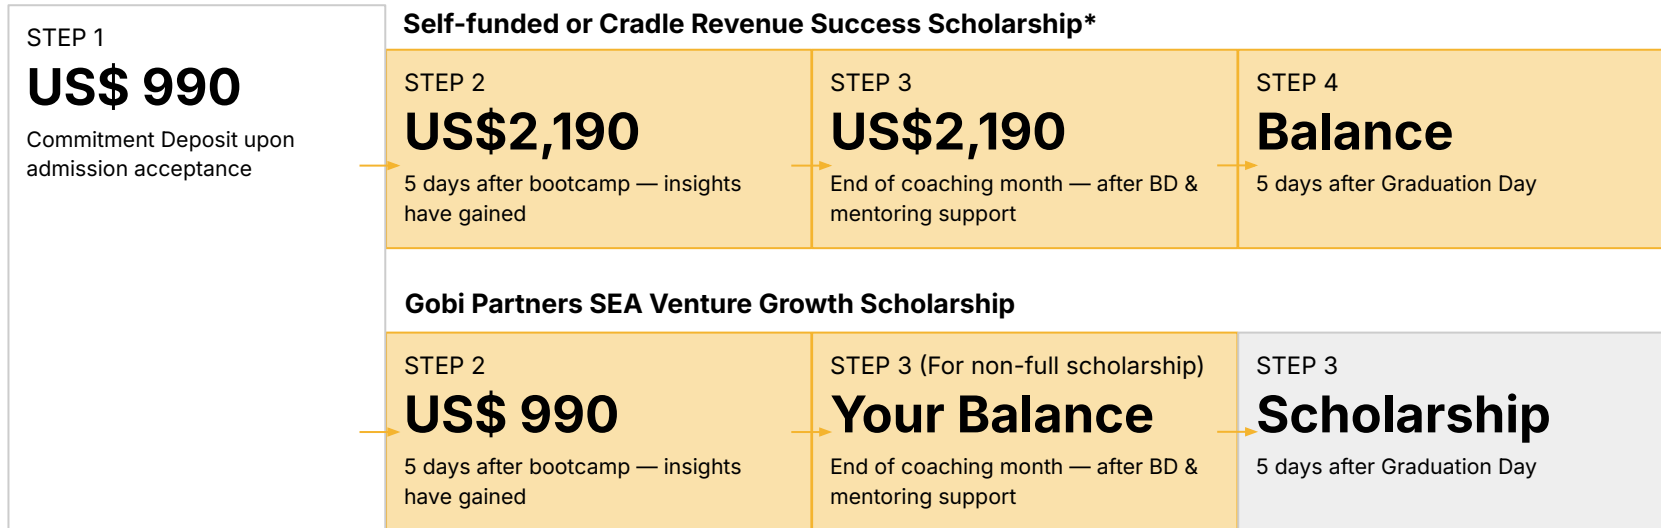 STEP 1
US$ 990
Commitment Deposit upon
admission acceptance
Self-funded or Cradle Revenue Success Scholarship*
STEP 2
US$2,190
5 days after bootcamp — insights
have gained
STEP 3
US$2,190
End of coaching month — after BD &
mentoring support
STEP 4
Balance
5 days after Graduation Day
Gobi Partners SEA Venture Growth Scholarship
STEP 2
US$ 990
5 days after bootcamp — insights
have gained
STEP 3 (For non-full scholarship)
Your Balance
End of coaching month — after BD &
mentoring support
STEP 3
Scholarship
5 days after Graduation Day